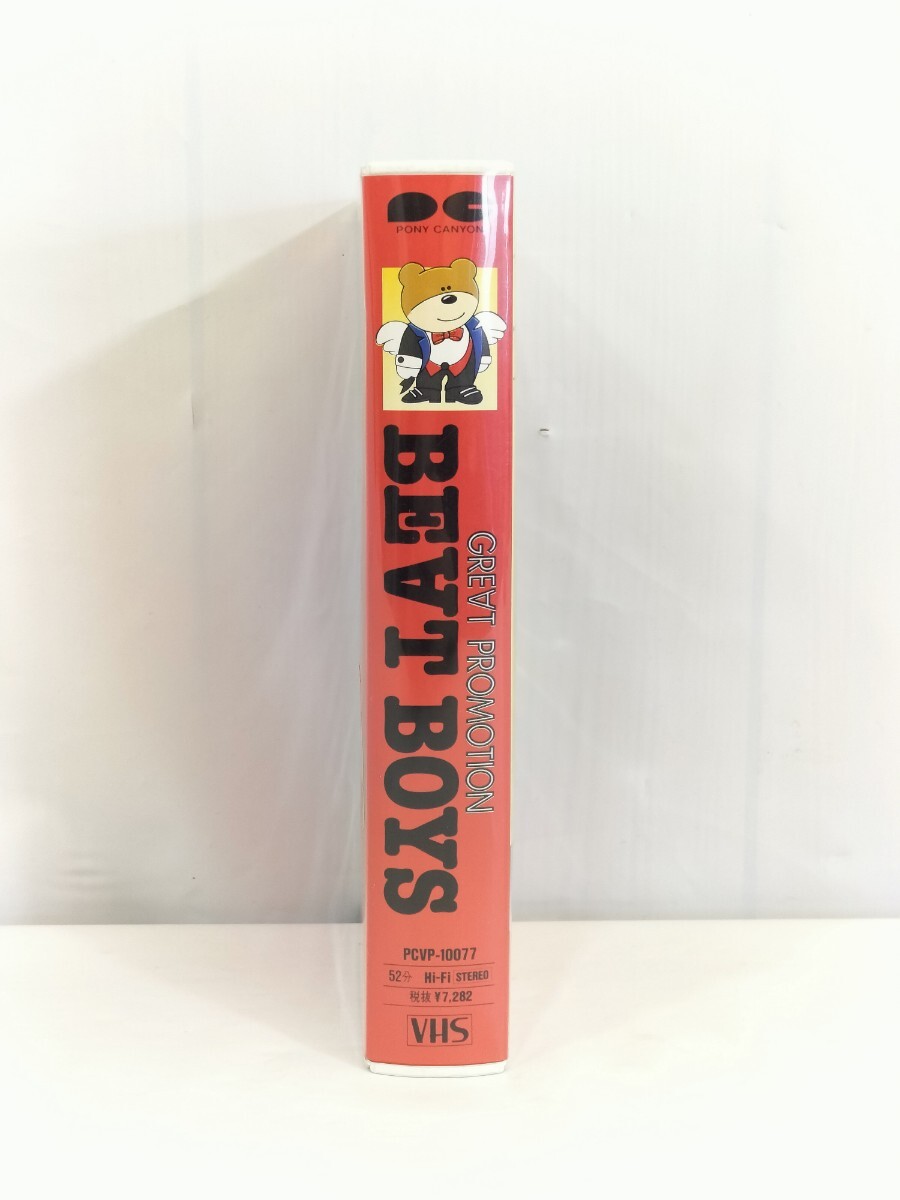 PONY CANYON
GREAT PROMOTION
BEAT BOYS
PCVP-10077
52分 Hi-Fi STEREO
税抜 ¥7,282
VHS